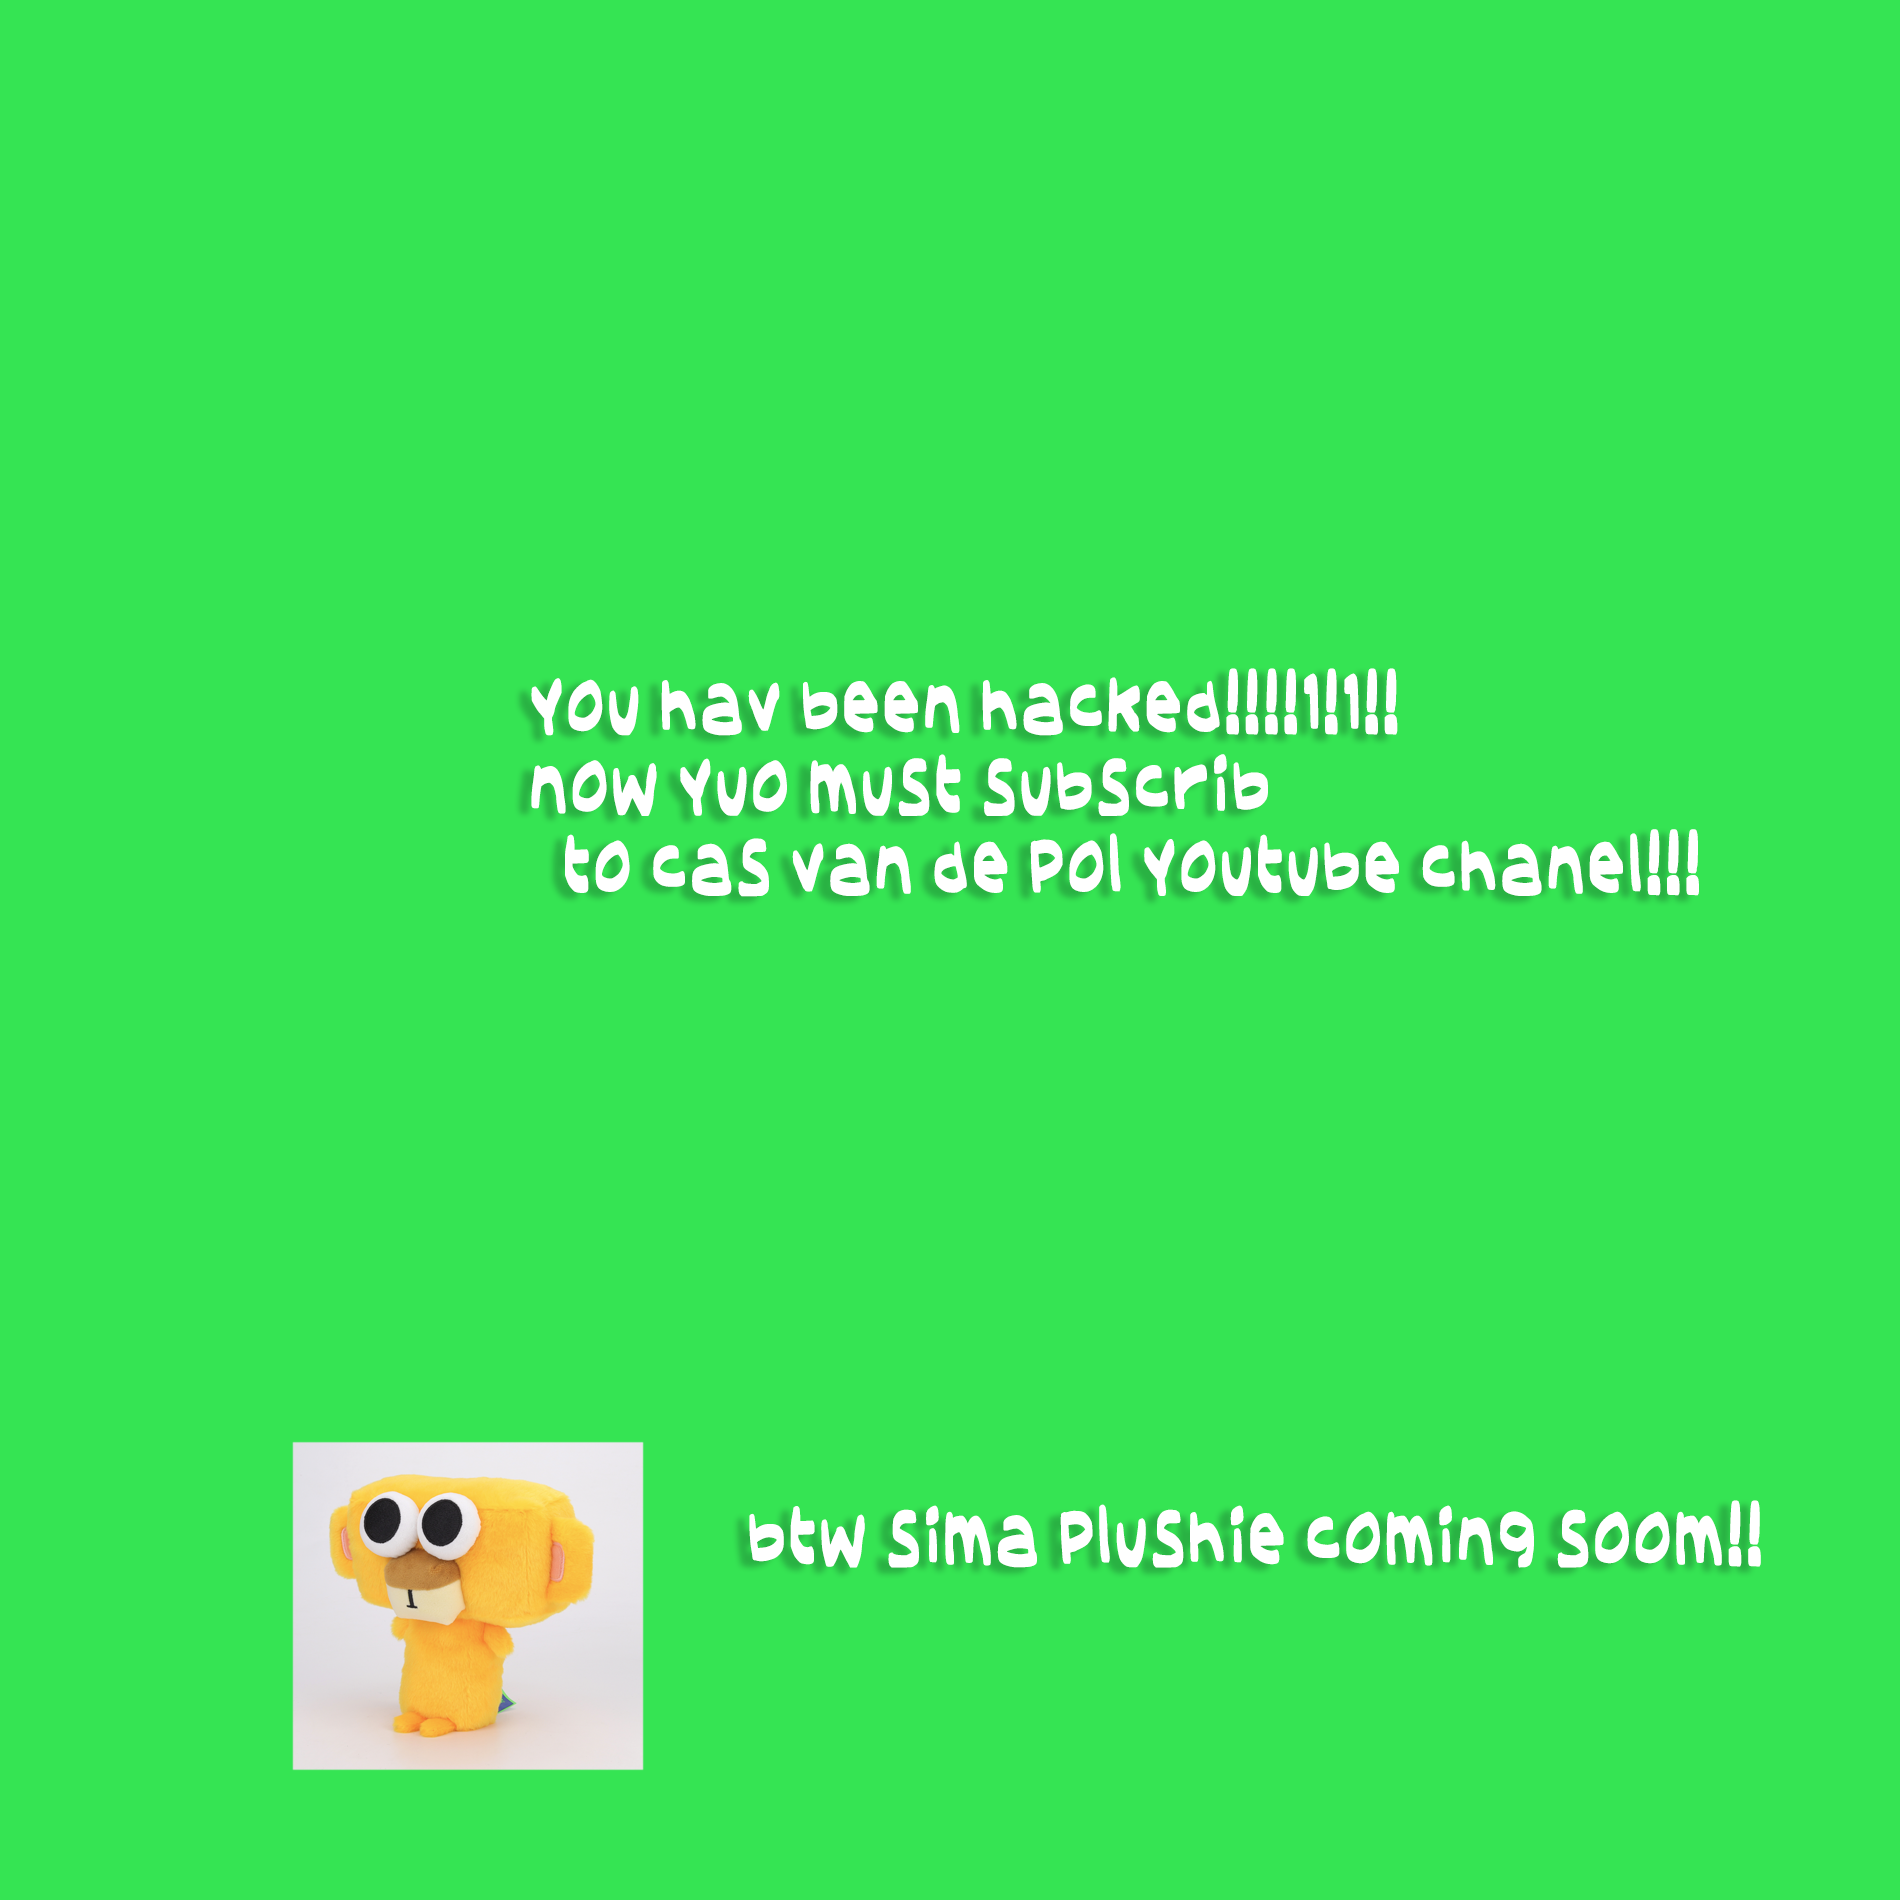 You hav been hacked!!!!1!1!!
now yuo must subscrib
to cas van de pol youtube chanel!!!
btw sima plushie coming soom!!